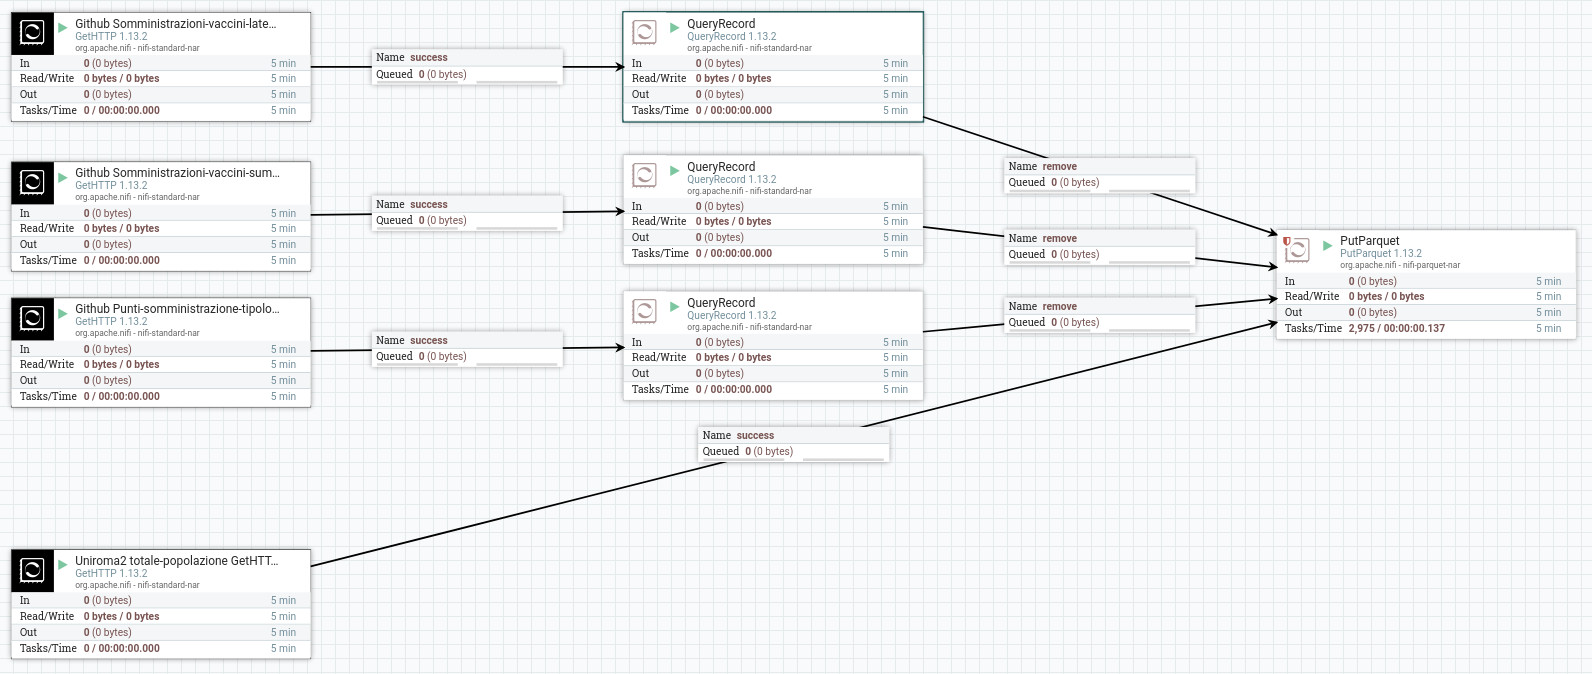 Github Somministrazioni-vaccini-late...
GetHTTP 1.13.2
org.apache.nifi - nifi-standard-nar
In 0 (0 bytes) 5 min
Read/Write 0 bytes / 0 bytes 5 min
Out 0 (0 bytes) 5 min
Tasks/Time 0 / 00:00:00.000 5 min
Name success
Queued 0 (0 bytes)
QueryRecord
QueryRecord 1.13.2
org.apache.nifi - nifi-standard-nar
In 0 (0 bytes) 5 min
Read/Write 0 bytes / 0 bytes 5 min
Out 0 (0 bytes) 5 min
Tasks/Time 0 / 00:00:00.000 5 min
Name remove
Queued 0 (0 bytes)
Github Somministrazioni-vaccini-sum...
GetHTTP 1.13.2
org.apache.nifi - nifi-standard-nar
In 0 (0 bytes) 5 min
Read/Write 0 bytes / 0 bytes 5 min
Out 0 (0 bytes) 5 min
Tasks/Time 0 / 00:00:00.000 5 min
Name success
Queued 0 (0 bytes)
QueryRecord
QueryRecord 1.13.2
org.apache.nifi - nifi-standard-nar
In 0 (0 bytes) 5 min
Read/Write 0 bytes / 0 bytes 5 min
Out 0 (0 bytes) 5 min
Tasks/Time 0 / 00:00:00.000 5 min
Name remove
Queued 0 (0 bytes)
PutParquet
PutParquet 1.13.2
org.apache.nifi - nifi-parquet-nar
In 0 (0 bytes) 5 min
Read/Write 0 bytes / 0 bytes 5 min
Out 0 (0 bytes) 5 min
Tasks/Time 2,975 / 00:00:00.137 5 min
Github Punti-somministrazione-tipolo...
GetHTTP 1.13.2
org.apache.nifi - nifi-standard-nar
In 0 (0 bytes) 5 min
Read/Write 0 bytes / 0 bytes 5 min
Out 0 (0 bytes) 5 min
Tasks/Time 0 / 00:00:00.000 5 min
Name success
Queued 0 (0 bytes)
QueryRecord
QueryRecord 1.13.2
org.apache.nifi - nifi-standard-nar
In 0 (0 bytes) 5 min
Read/Write 0 bytes / 0 bytes 5 min
Out 0 (0 bytes) 5 min
Tasks/Time 0 / 00:00:00.000 5 min
Name remove
Queued 0 (0 bytes)
Name success
Queued 0 (0 bytes)
Uniroma2 totale-popolazione GetHTT...
GetHTTP 1.13.2
org.apache.nifi - nifi-standard-nar
In 0 (0 bytes) 5 min
Read/Write 0 bytes / 0 bytes 5 min
Out 0 (0 bytes) 5 min
Tasks/Time 0 / 00:00:00.000 5 min